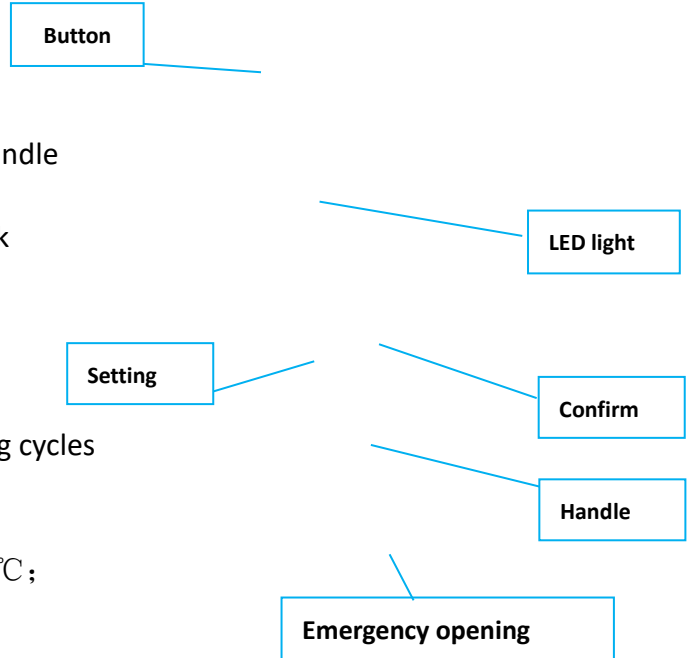 Button
ndle
k
LED light
Setting
Confirm
g cycles
Handle
℃；
Emergency opening